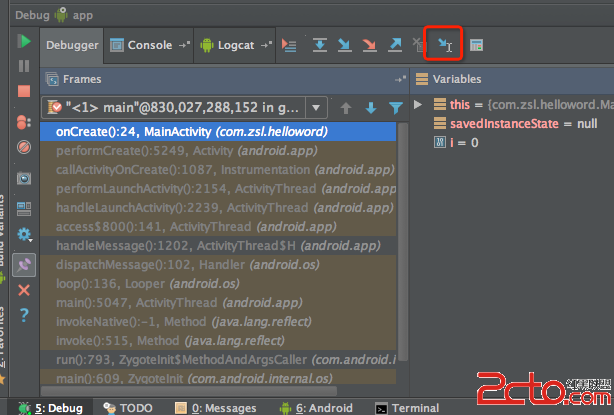 Debug app
Debugger Console Logcat
Frames Variables
"<1> main"@830,027,288,152 in g...
onCreate():24, MainActivity (com.zsl.helloword)
this = {com.zsl.helloword.Ma
performCreate():5249, Activity (android.app)
savedInstanceState = null
callActivityOnCreate():1087, Instrumentation (android.app)
i = 0
performLaunchActivity():2154, ActivityThread (android.app)
handleLaunchActivity():2239, ActivityThread (android.app)
access$800():141, ActivityThread (android.app)
handleMessage():1202, ActivityThread$H (android.app)
dispatchMessage():102, Handler (android.os)
loop():136, Looper (android.os)
main():5047, ActivityThread (android.app)
invokeNative():-1, Method (java.lang.reflect)
invoke():515, Method (java.lang.reflect)
run():793, ZygoteInit$MethodAndArgsCaller (com.android.i
main():609, ZygoteInit (com.android.internal.os)
Build Variants
2: Favorites
2cto.com
5: Debug TODO 0: Messages 6: Android Terminal